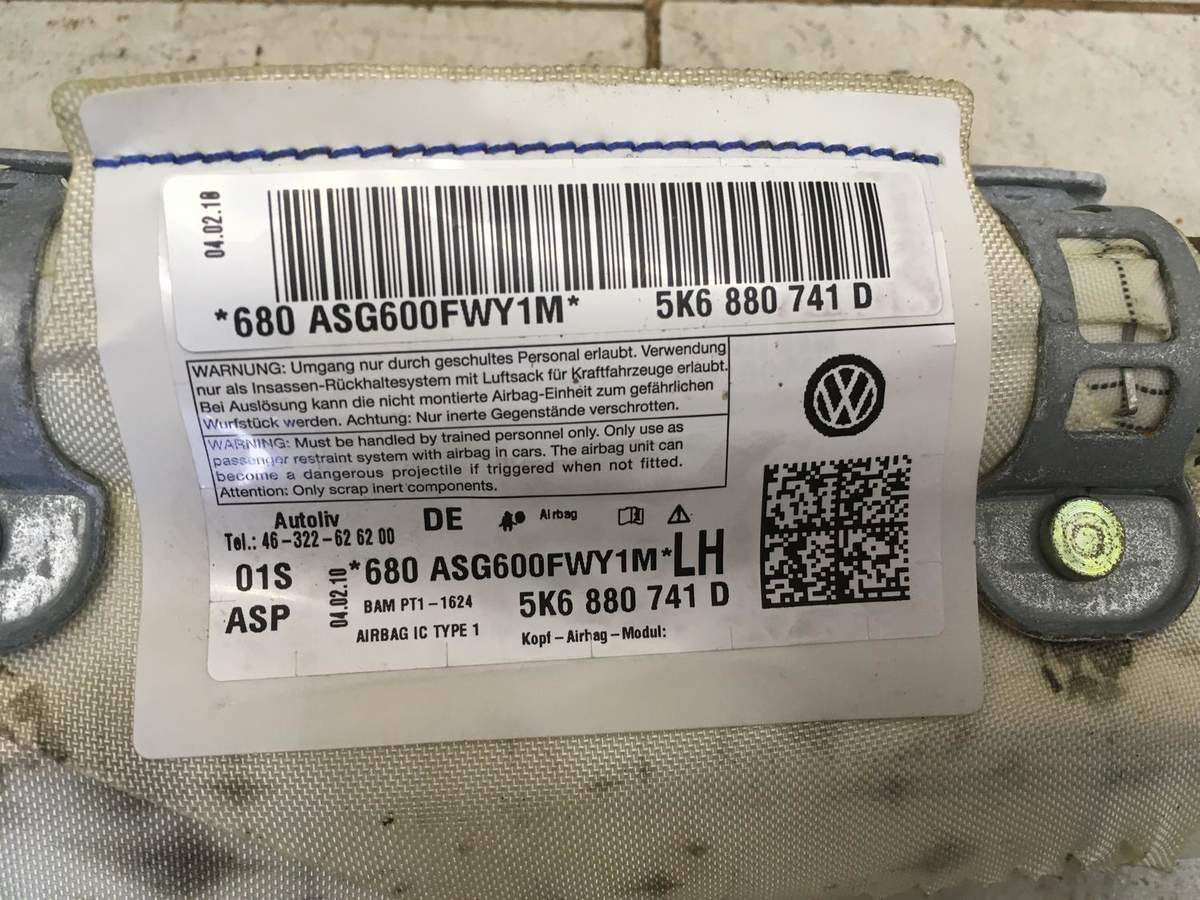 04.02.10
*680 ASG600FWY1M* 5K6 880 741 D
WARNUNG: Umgang nur durch geschultes Personal erlaubt. Verwendung
nur als Insassen-Rückhaltesystem mit Luftsack für Kraftfahrzeuge erlaubt.
Bei Auslösung kann die nicht montierte Airbag-Einheit zum gefährlichen
Wurfstück werden. Achtung: Nur inerte Gegenstände verschrotten.
WARNING: Must be handled by trained personnel only. Only use as
passenger restraint system with airbag in cars. The airbag unit can
become a dangerous projectile if triggered when not fitted.
Attention: Only scrap inert components.
Autoliv DE Airbag
Tel.: 46-322-62 62 00
*680 ASG600FWY1M* LH
01S
ASP
04.02.10
BAM PT1-1624 5K6 880 741 D
AIRBAG IC TYPE 1 Kopf-Airbag-Modul:
VW